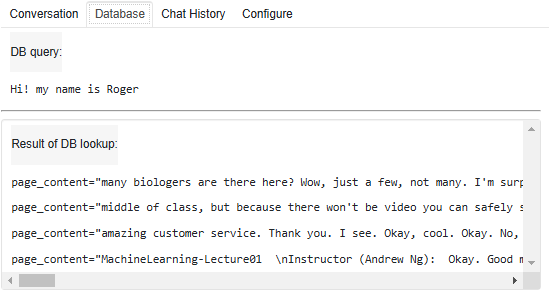 Conversation Database Chat History Configure
DB query:
Hi! my name is Roger
Result of DB lookup:
page_content="many biologers are there here? Wow, just a few, not many. I'm surp
page_content="middle of class, but because there won't be video you can safely s
page_content="amazing customer service. Thank you. I see. Okay, cool. Okay. No,
page_content="MachineLearning-Lecture01 \nInstructor (Andrew Ng): Okay. Good m